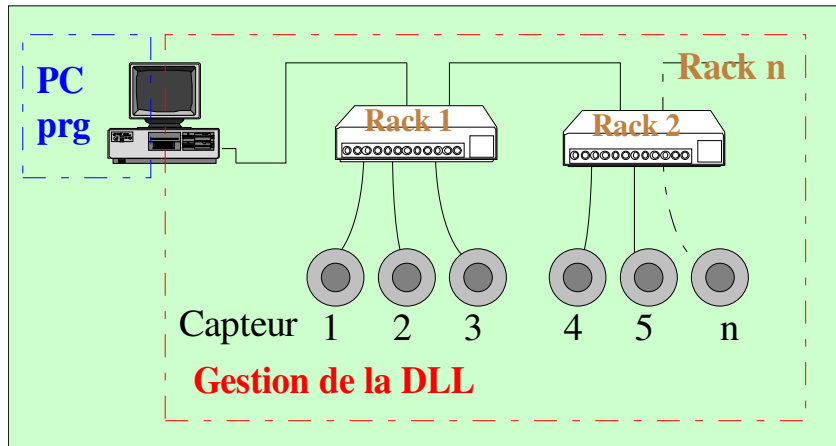 PC
prg
Rack n
Rack 1
Rack 2
Capteur 1 2 3 4 5 n
Gestion de la DLL